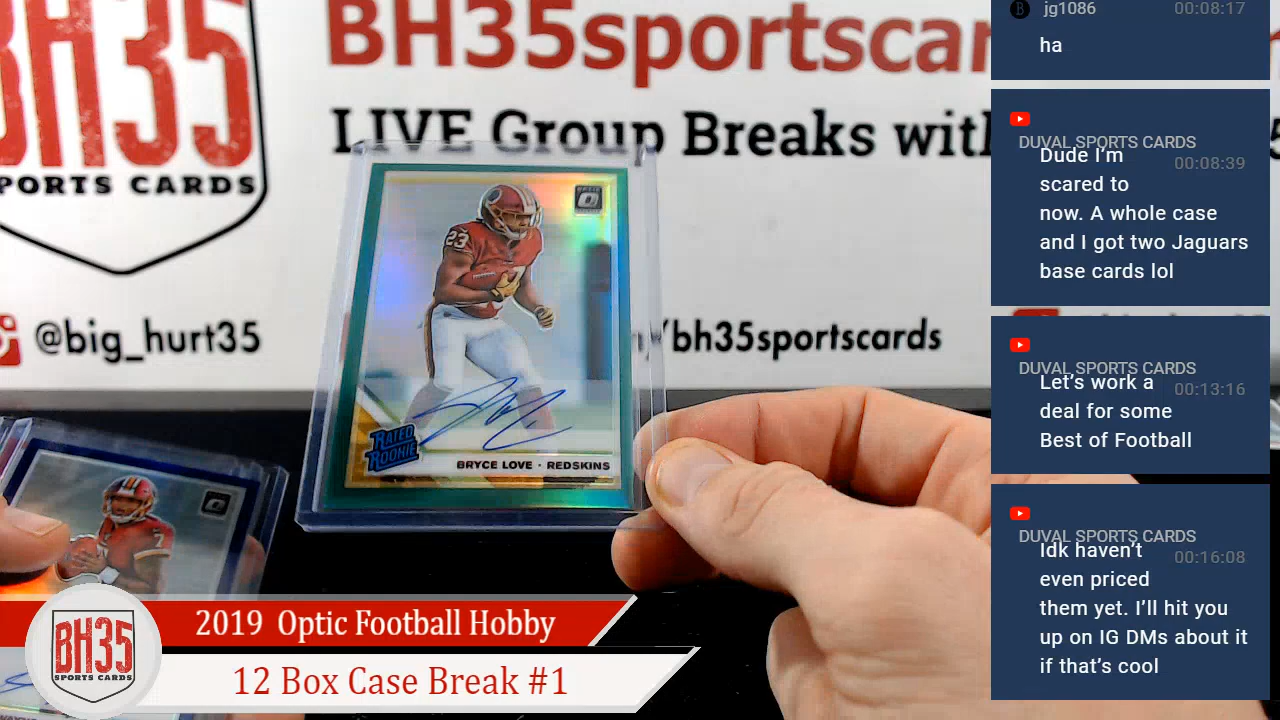 BH35
PORTS CARDS
BH35sportscar
LIVE Group Breaks with
@big_hurt35
/bh35sportscards
23
RATED
ROOKIE
BRYCE LOVE · REDSKINS
7
BH35
SPORTS CARDS
2019 Optic Football Hobby
12 Box Case Break #1
jg1086 00:08:17
ha
DUVAL SPORTS CARDS
00:08:39
Dude I’m
scared to
now. A whole case
and I got two Jaguars
base cards lol
DUVAL SPORTS CARDS
00:13:16
Let’s work a
deal for some
Best of Football
DUVAL SPORTS CARDS
00:16:08
Idk haven’t
even priced
them yet. I’ll hit you
up on IG DMs about it
if that’s cool